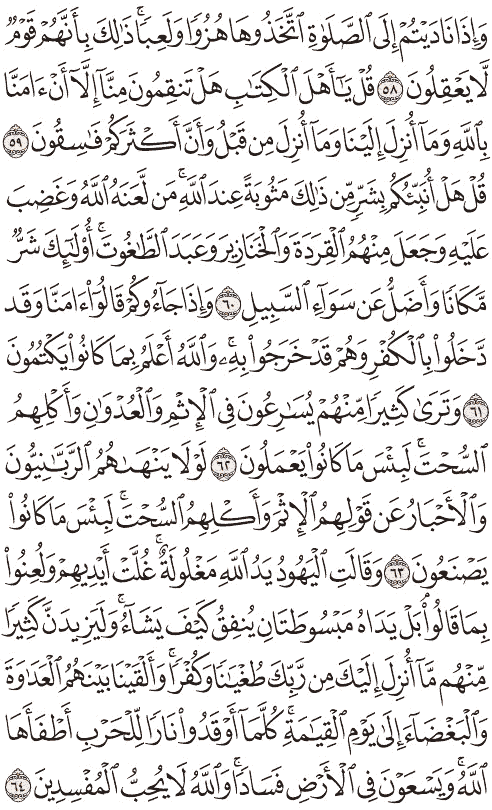 وَإِذَا نَادَيْتُمْ إِلَى ٱلصَّلَوٰةِ ٱتَّخَذُوهَا هُزُوًا وَلَعِبًا ۚ ذَٰلِكَ بِأَنَّهُمْ قَوْمٌ
لَّا يَعْقِلُونَ ٥٨ قُلْ يَـٰٓأَهْلَ ٱلْكِتَـٰبِ هَلْ تَنقِمُونَ مِنَّآ إِلَّآ أَنْ ءَامَنَّا
بِٱللَّهِ وَمَآ أُنزِلَ إِلَيْنَا وَمَآ أُنزِلَ مِن قَبْلُ وَأَنَّ أَكْثَرَكُمْ فَـٰسِقُونَ ٥٩
قُلْ هَلْ أُنَبِّئُكُم بِشَرٍّ مِّن ذَٰلِكَ مَثُوبَةً عِندَ ٱللَّهِ ۚ مَن لَّعَنَهُ ٱللَّهُ وَغَضِبَ
عَلَيْهِ وَجَعَلَ مِنْهُمُ ٱلْقِرَدَةَ وَٱلْخَنَازِيرَ وَعَبَدَ ٱلطَّـٰغُوتَ ۚ أُو۟لَـٰٓئِكَ شَرٌّ
مَّكَانًا وَأَضَلُّ عَن سَوَآءِ ٱلسَّبِيلِ ٦٠ وَإِذَا جَآءُوكُمْ قَالُوٓا۟ ءَامَنَّا وَقَد
دَّخَلُوا۟ بِٱلْكُفْرِ وَهُمْ قَدْ خَرَجُوا۟ بِهِۦ ۚ وَٱللَّهُ أَعْلَمُ بِمَا كَانُوا۟ يَكْتُمُونَ
٦١ وَتَرَىٰ كَثِيرًا مِّنْهُمْ يُسَـٰرِعُونَ فِى ٱلْإِثْمِ وَٱلْعُدْوَٰنِ وَأَكْلِهِمُ
ٱلسُّحْتَ ۚ لَبِئْسَ مَا كَانُوا۟ يَعْمَلُونَ ٦٢ لَوْلَا يَنْهَـٰهُمُ ٱلرَّبَّـٰنِيُّونَ
وَٱلْأَحْبَارُ عَن قَوْلِهِمُ ٱلْإِثْمَ وَأَكْلِهِمُ ٱلسُّحْتَ ۚ لَبِئْسَ مَا كَانُوا۟
يَصْنَعُونَ ٦٣ وَقَالَتِ ٱلْيَهُودُ يَدُ ٱللَّهِ مَغْلُولَةٌ ۚ غُلَّتْ أَيْدِيهِمْ وَلُعِنُوا۟
بِمَا قَالُوا۟ ۘ بَلْ يَدَاهُ مَبْسُوطَتَانِ يُنفِقُ كَيْفَ يَشَآءُ ۚ وَلَيَزِيدَنَّ كَثِيرًا
مِّنْهُم مَّآ أُنزِلَ إِلَيْكَ مِن رَّبِّكَ طُغْيَـٰنًا وَكُفْرًا ۚ وَأَلْقَيْنَا بَيْنَهُمُ ٱلْعَدَٰوَةَ
وَٱلْبَغْضَآءَ إِلَىٰ يَوْمِ ٱلْقِيَـٰمَةِ ۚ كُلَّمَآ أَوْقَدُوا۟ نَارًا لِّلْحَرْبِ أَطْفَأَهَا
ٱللَّهُ ۚ وَيَسْعَوْنَ فِى ٱلْأَرْضِ فَسَادًا ۚ وَٱللَّهُ لَا يُحِبُّ ٱلْمُفْسِدِينَ ٦٤